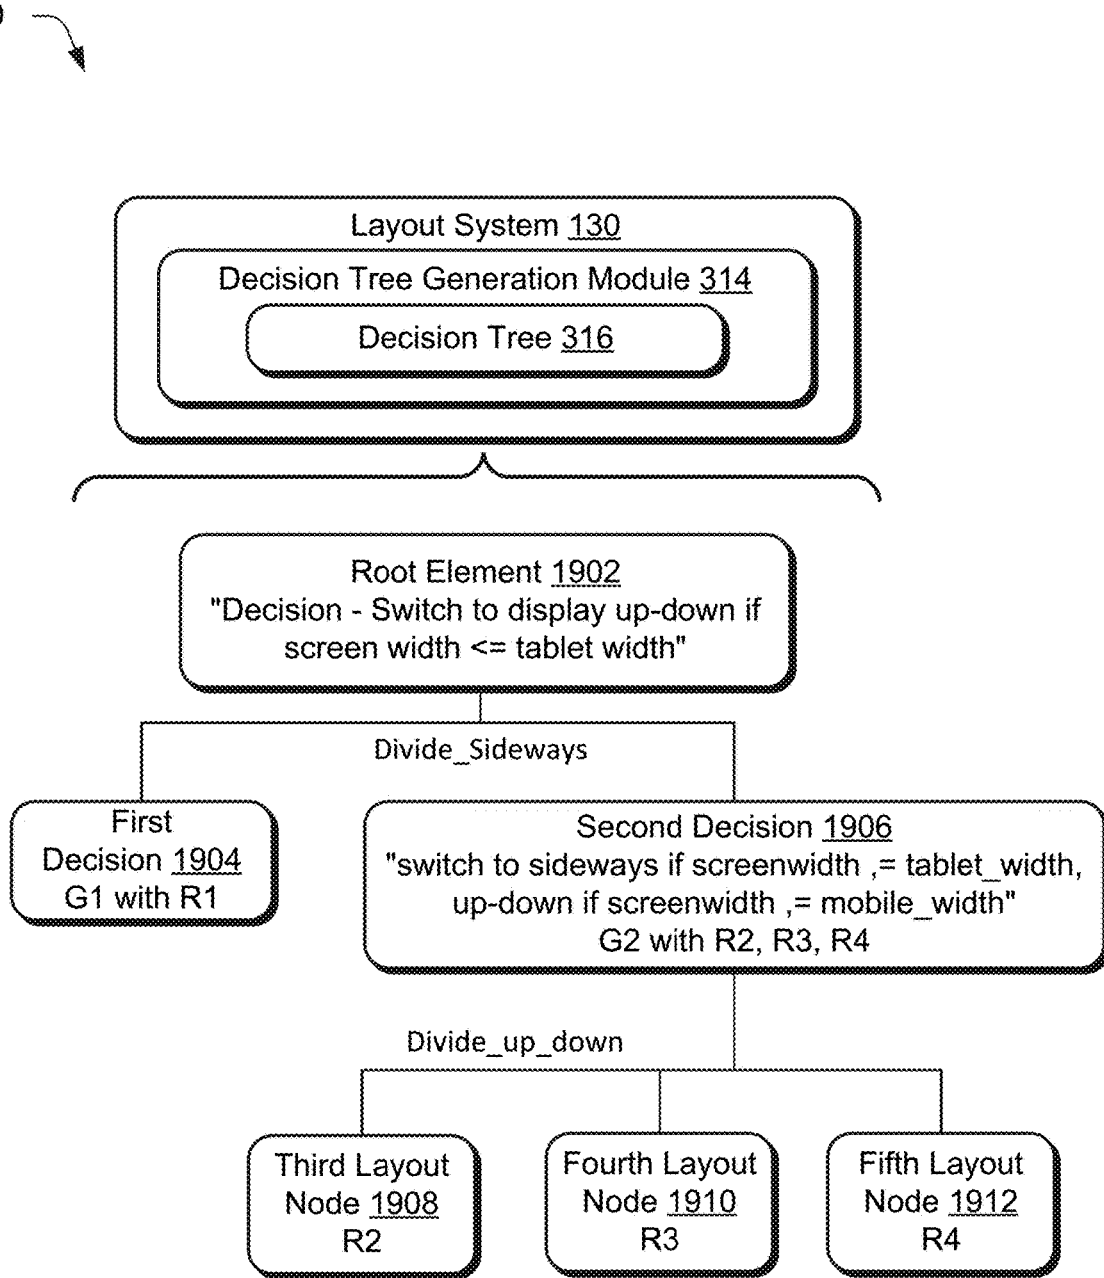 Layout System 130
Decision Tree Generation Module 314
Decision Tree 316
Root Element 1902
"Decision - Switch to display up-down if
screen width <= tablet width"
Divide_Sideways
First
Decision 1904
G1 with R1
Second Decision 1906
"switch to sideways if screenwidth ,= tablet_width,
up-down if screenwidth ,= mobile_width"
G2 with R2, R3, R4
Divide_up_down
Third Layout
Node 1908
R2
Fourth Layout
Node 1910
R3
Fifth Layout
Node 1912
R4